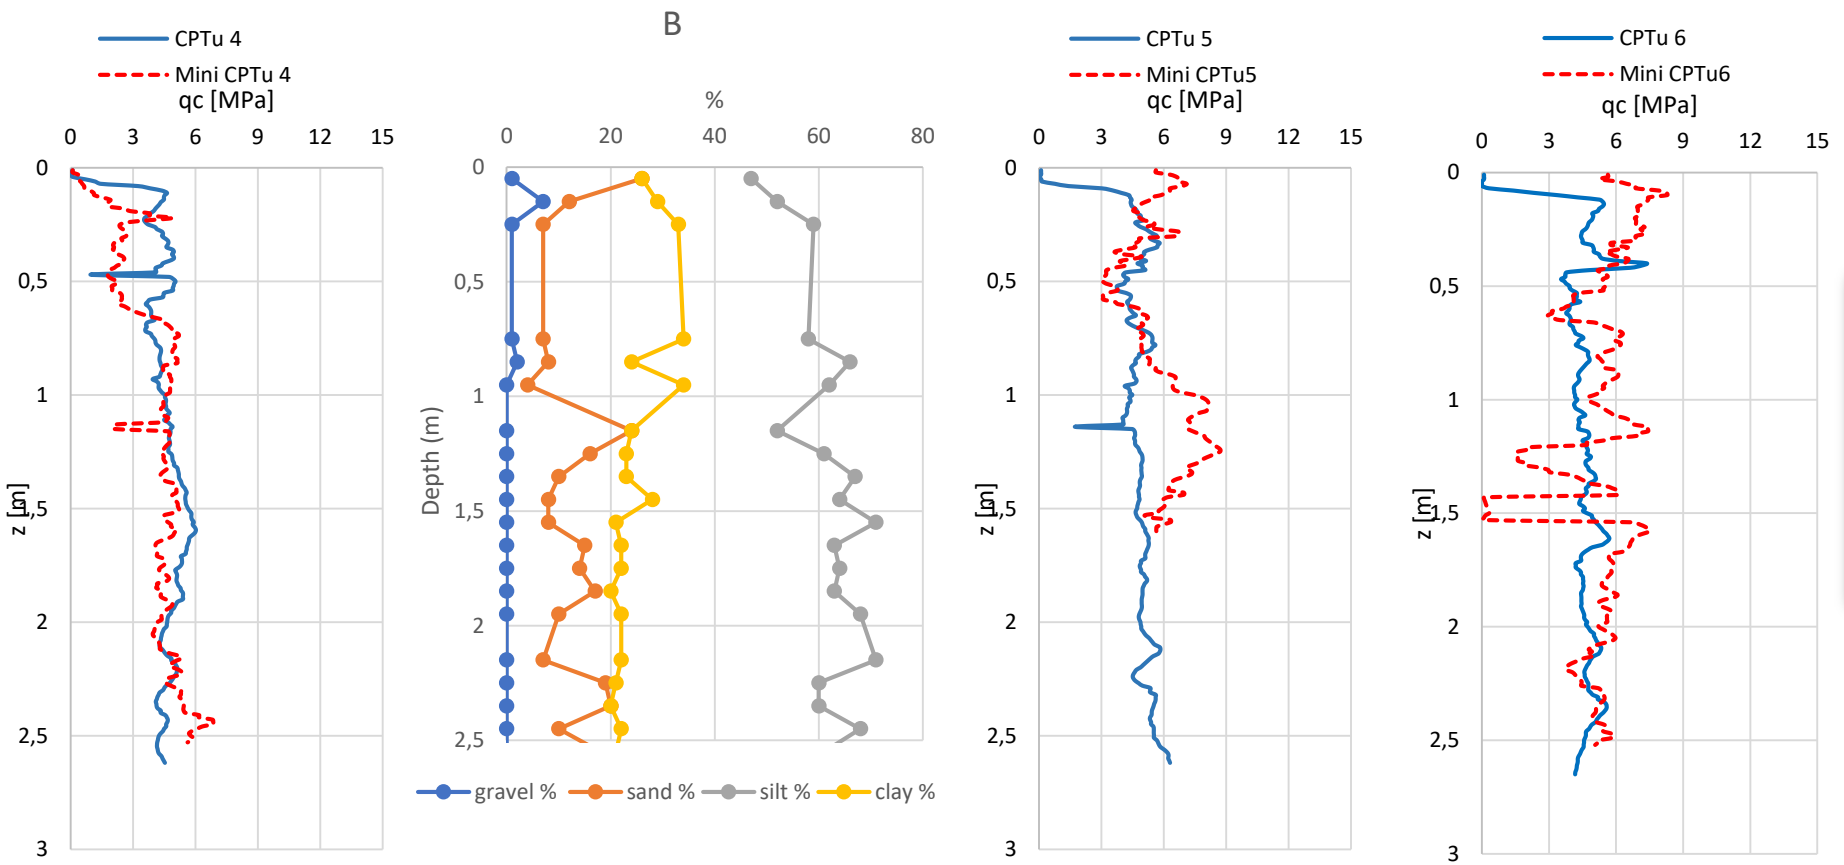 CPTu 4
Mini CPTu 4
qc [MPa]
0 3 6 9 12 15
0
0,5
1
1,5
2
2,5
3
z [m]
B
%
0 20 40 60 80
0
0,5
1
1,5
2
2,5
Depth (m)
gravel % sand % silt % clay %
CPTu 5
Mini CPTu5
qc [MPa]
0 3 6 9 12 15
0
0,5
1
1,5
2
2,5
3
z [m]
CPTu 6
Mini CPTu6
qc [MPa]
0 3 6 9 12 15
0
0,5
1
1,5
2
2,5
3
z [m]